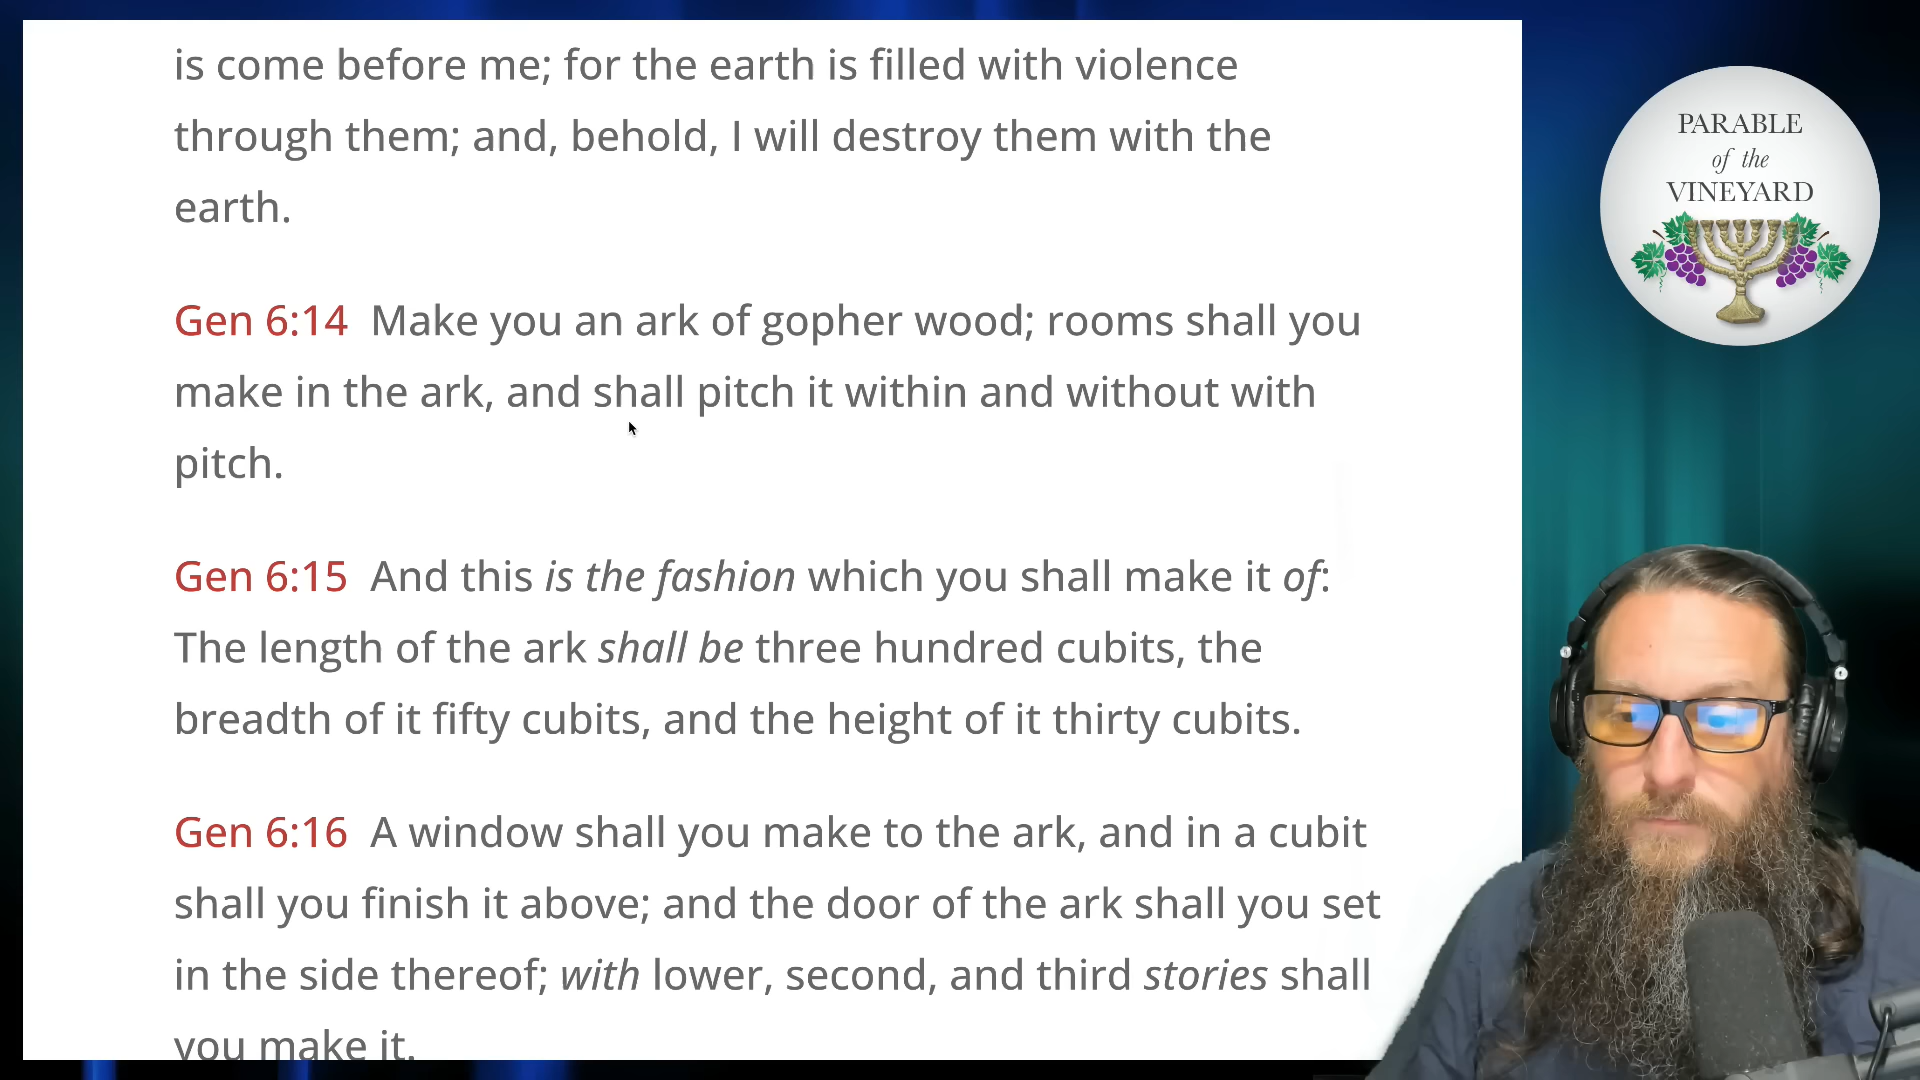 is come before me; for the earth is filled with violence
through them; and, behold, I will destroy them with the
earth.
Gen 6:14 Make you an ark of gopher wood; rooms shall you
make in the ark, and shall pitch it within and without with
pitch.
Gen 6:15 And this is the fashion which you shall make it of:
The length of the ark shall be three hundred cubits, the
breadth of it fifty cubits, and the height of it thirty cubits.
Gen 6:16 A window shall you make to the ark, and in a cubit
shall you finish it above; and the door of the ark shall you set
in the side thereof; with lower, second, and third stories shall
you make it.
PARABLE
of the
VINEYARD